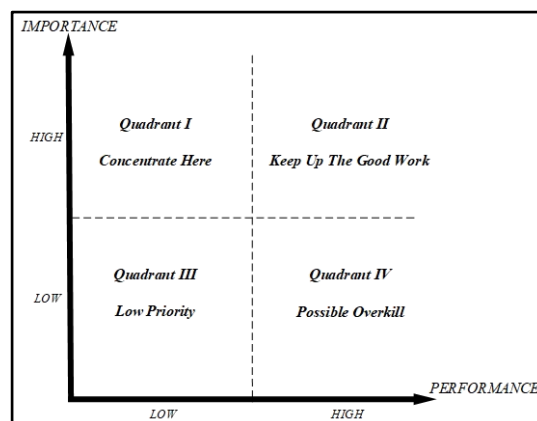 IMPORTANCE
Quadrant I
Quadrant II
HIGH
Concentrate Here
Keep Up The Good Work
Quadrant III
Quadrant IV
LOW
Low Priority
Possible Overkill
PERFORMANCE
LOW
HIGH